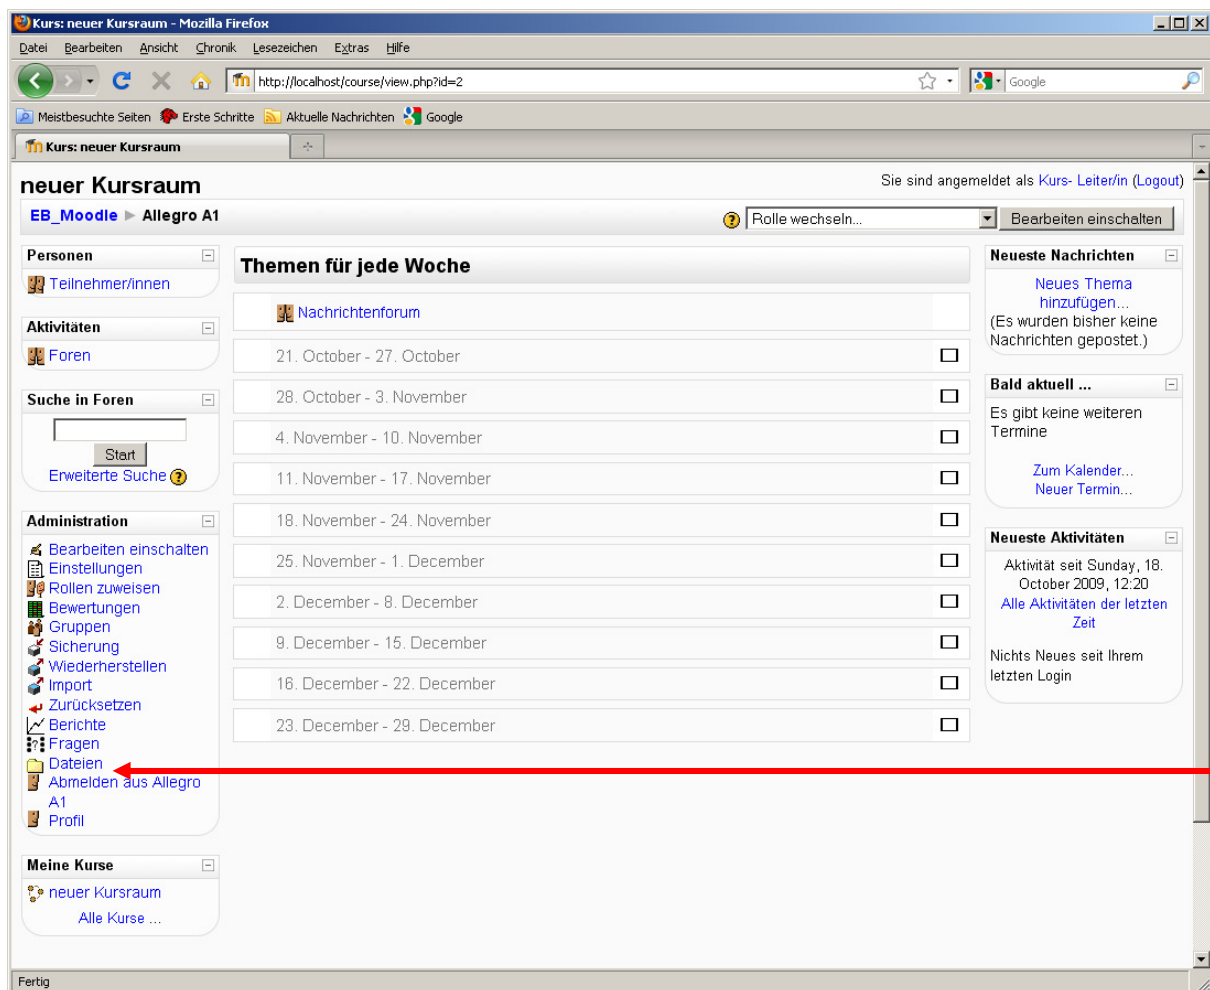 Kurs: neuer Kursraum - Mozilla Firefox
Datei Bearbeiten Ansicht Chronik Lesezeichen Extras Hilfe
http://localhost/course/view.php?id=2
Google
Meistbesuchte Seiten Erste Schritte Aktuelle Nachrichten Google
Kurs: neuer Kursraum
neuer Kursraum
Sie sind angemeldet als Kurs- Leiter/in (Logout)
EB_Moodle ► Allegro A1
Rolle wechseln...
Bearbeiten einschalten
Personen
Teilnehmer/innen
Aktivitäten
Foren
Suche in Foren
Start
Erweiterte Suche
Administration
Bearbeiten einschalten
Einstellungen
Rollen zuweisen
Bewertungen
Gruppen
Sicherung
Wiederherstellen
Import
Zurücksetzen
Berichte
Fragen
Dateien
Abmelden aus Allegro
A1
Profil
Meine Kurse
neuer Kursraum
Alle Kurse ...
Themen für jede Woche
Nachrichtenforum
21. October - 27. October
28. October - 3. November
4. November - 10. November
11. November - 17. November
18. November - 24. November
25. November - 1. December
2. December - 8. December
9. December - 15. December
16. December - 22. December
23. December - 29. December
Neueste Nachrichten
Neues Thema
hinzufügen...
(Es wurden bisher keine
Nachrichten gepostet.)
Bald aktuell ...
Es gibt keine weiteren
Termine
Zum Kalender...
Neuer Termin...
Neueste Aktivitäten
Aktivität seit Sunday, 18.
October 2009, 12:20
Alle Aktivitäten der letzten
Zeit
Nichts Neues seit Ihrem
letzten Login
Fertig